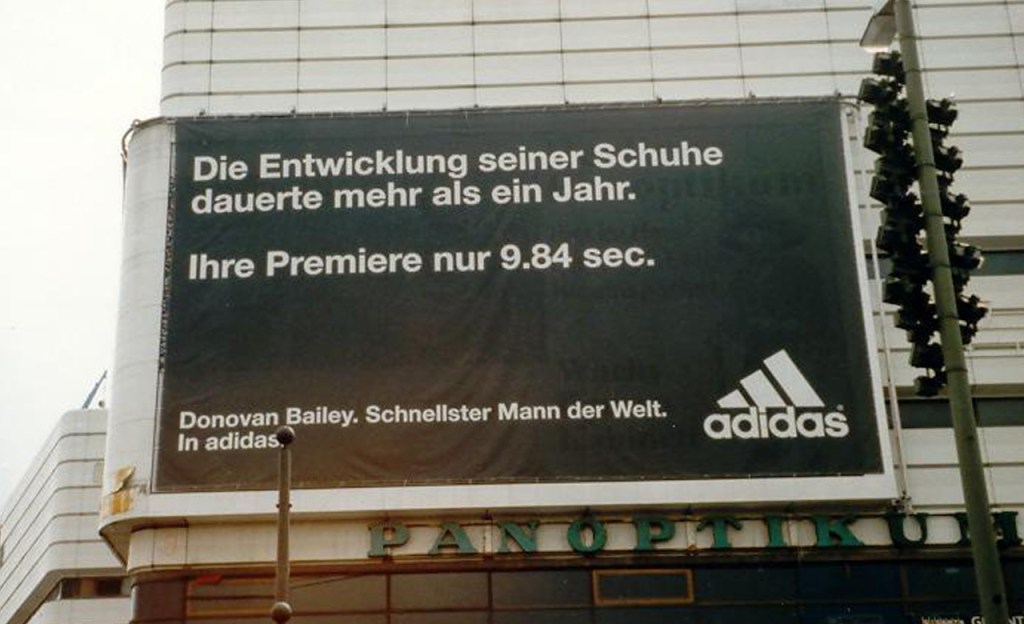 Die Entwicklung seiner Schuhe
dauerte mehr als ein Jahr.
Ihre Premiere nur 9.84 sec.
Donovan Bailey. Schnellster Mann der Welt.
In adidas.
adidas
PANOPTIKUM